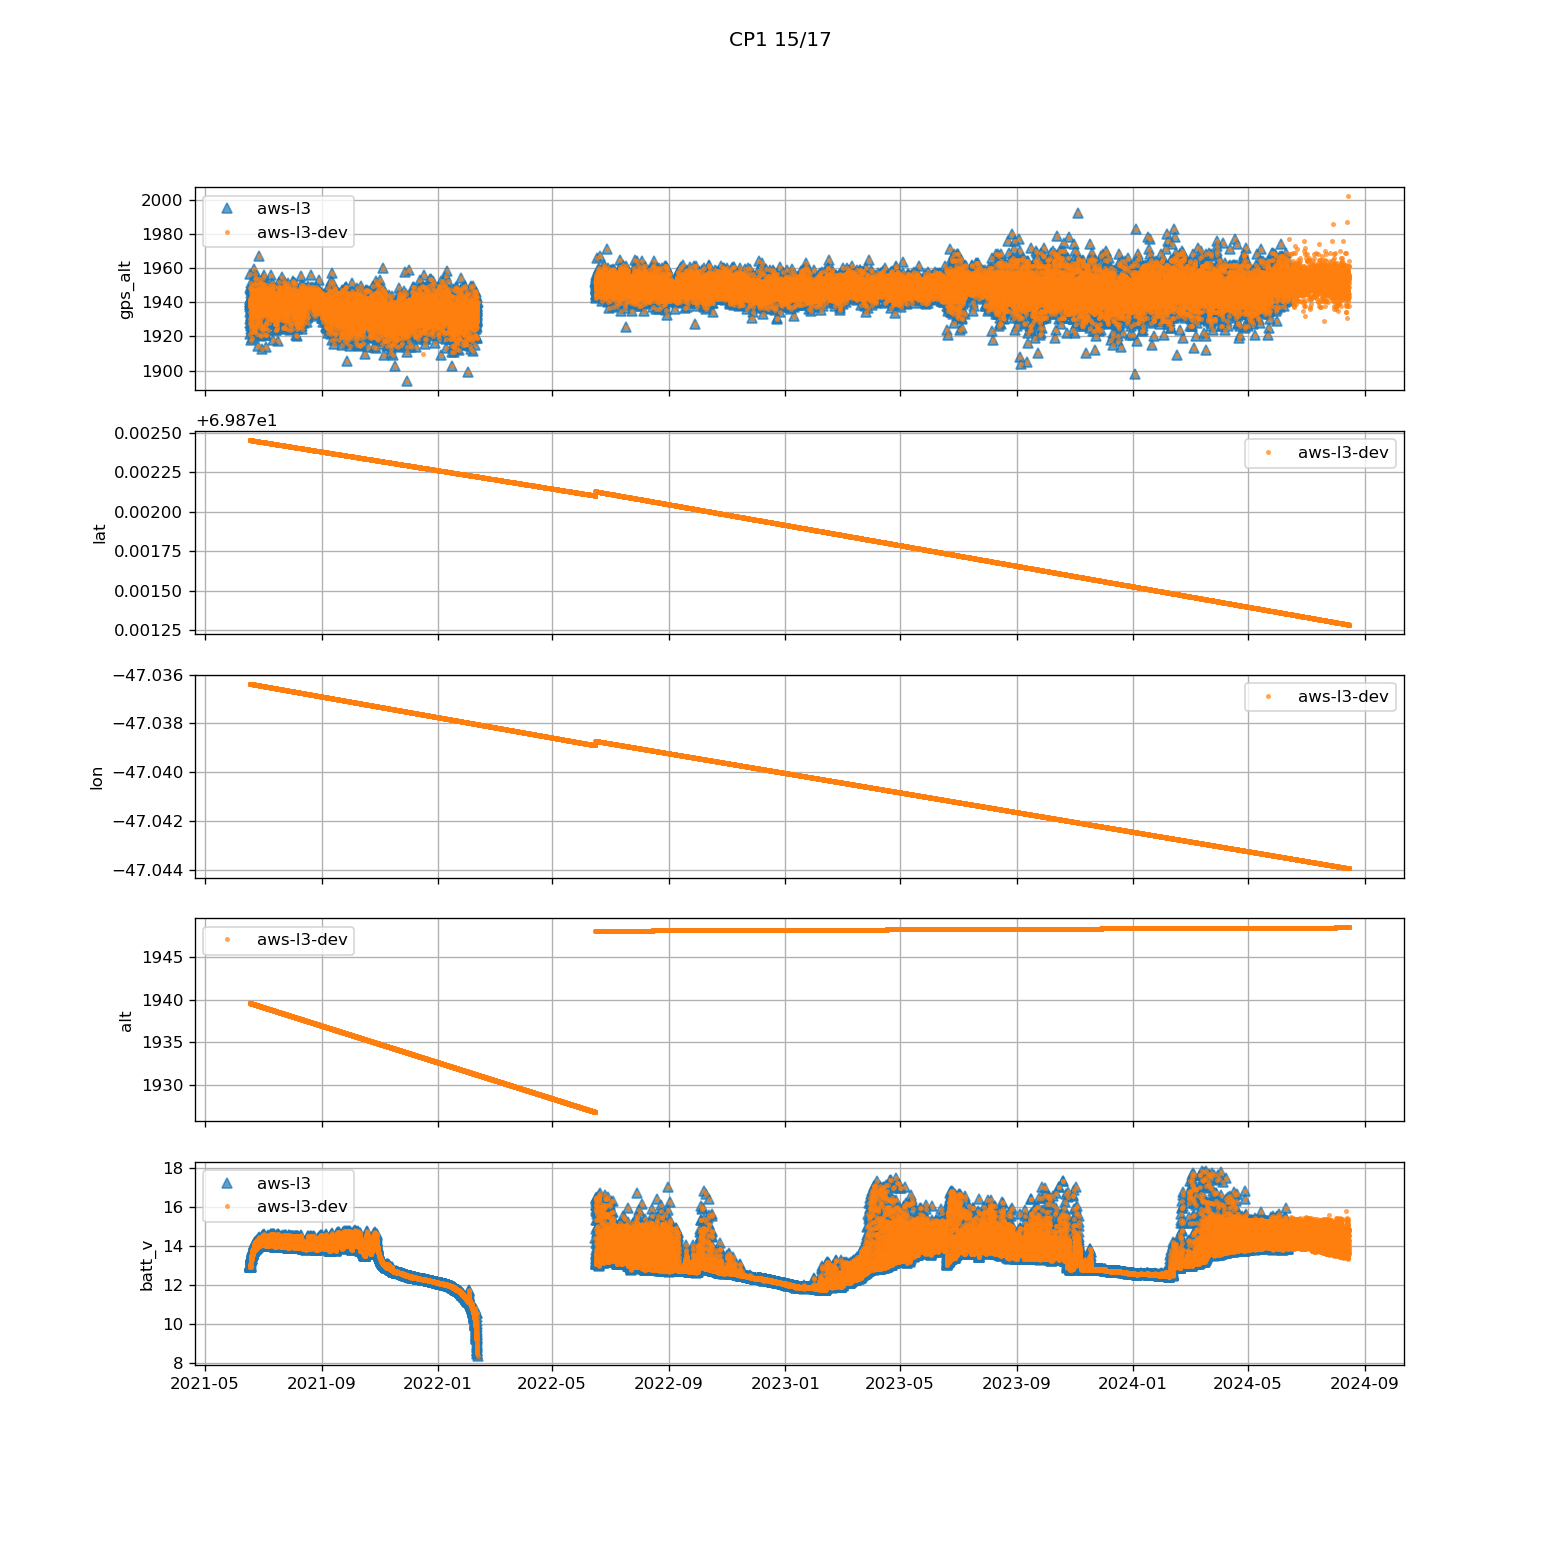 CP1 15/17
2000
1980
1960
1940
1920
1900
gps_alt
aws-l3
aws-l3-dev
+6.987e1
0.00250
0.00225
0.00200
0.00175
0.00150
0.00125
lat
aws-l3-dev
−47.036
−47.038
−47.040
−47.042
−47.044
lon
aws-l3-dev
1945
1940
1935
1930
alt
aws-l3-dev
18
16
14
12
10
8
batt_v
aws-l3
aws-l3-dev
2021-05 2021-09 2022-01 2022-05 2022-09 2023-01 2023-05 2023-09 2024-01 2024-05 2024-09